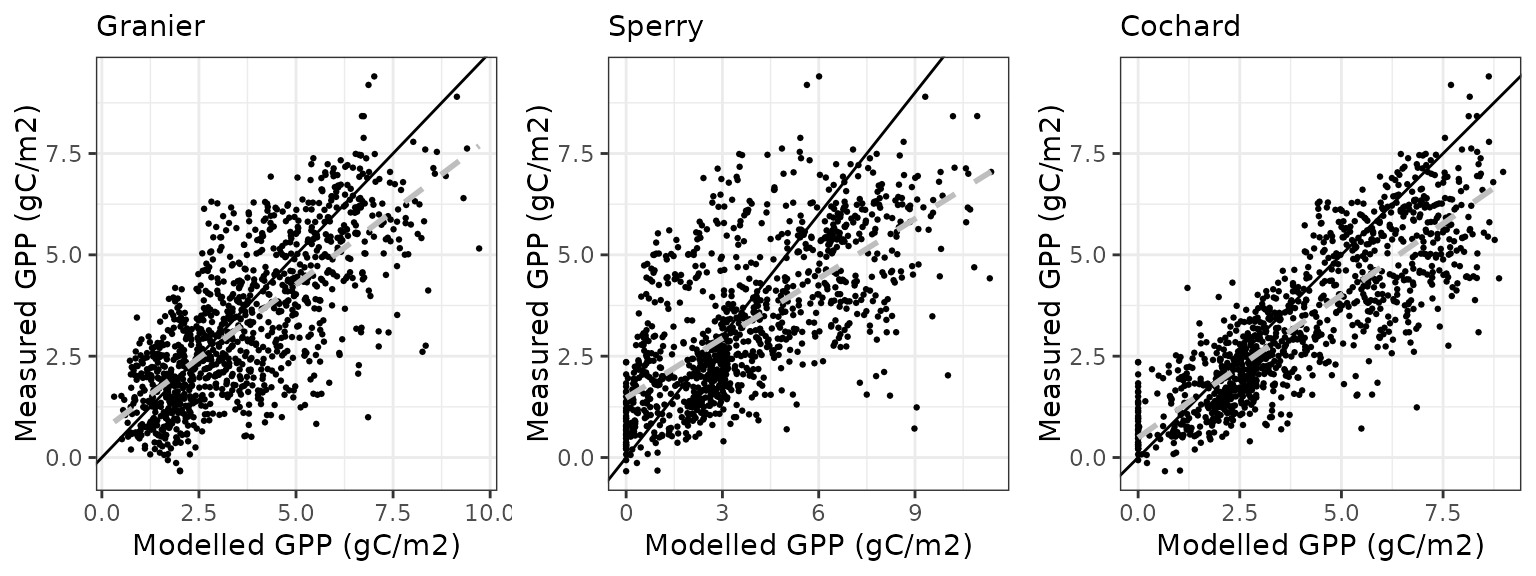 Granier
Measured GPP (gC/m2)
7.5
5.0
2.5
0.0
0.0 2.5 5.0 7.5 10.0
Modelled GPP (gC/m2)
Sperry
Measured GPP (gC/m2)
7.5
5.0
2.5
0.0
0 3 6 9
Modelled GPP (gC/m2)
Cochard
Measured GPP (gC/m2)
7.5
5.0
2.5
0.0
0.0 2.5 5.0 7.5
Modelled GPP (gC/m2)